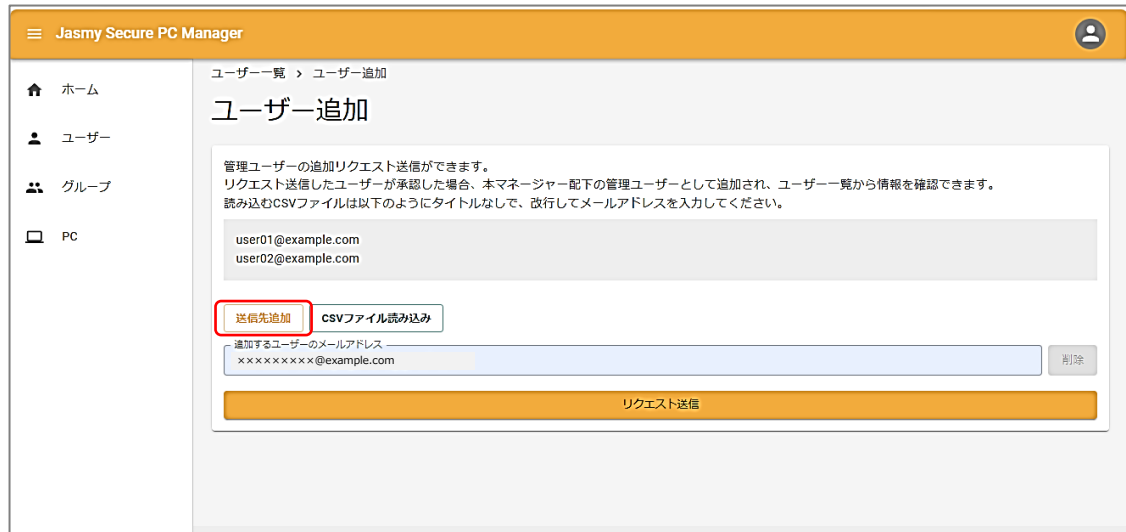 Jasmy Secure PC Manager
ホーム
ユーザー
グループ
PC
ユーザー一覧 › ユーザー追加
ユーザー追加
管理ユーザーの追加リクエスト送信ができます。
リクエスト送信したユーザーが承認した場合、本マネージャー配下の管理ユーザーとして追加され、ユーザー一覧から情報を確認できます。
読み込むCSVファイルは以下のようにタイトルなしで、改行してメールアドレスを入力してください。
user01@example.com
user02@example.com
送信先追加 CSVファイル読み込み
追加するユーザーのメールアドレス
×××××××××@example.com
削除
リクエスト送信